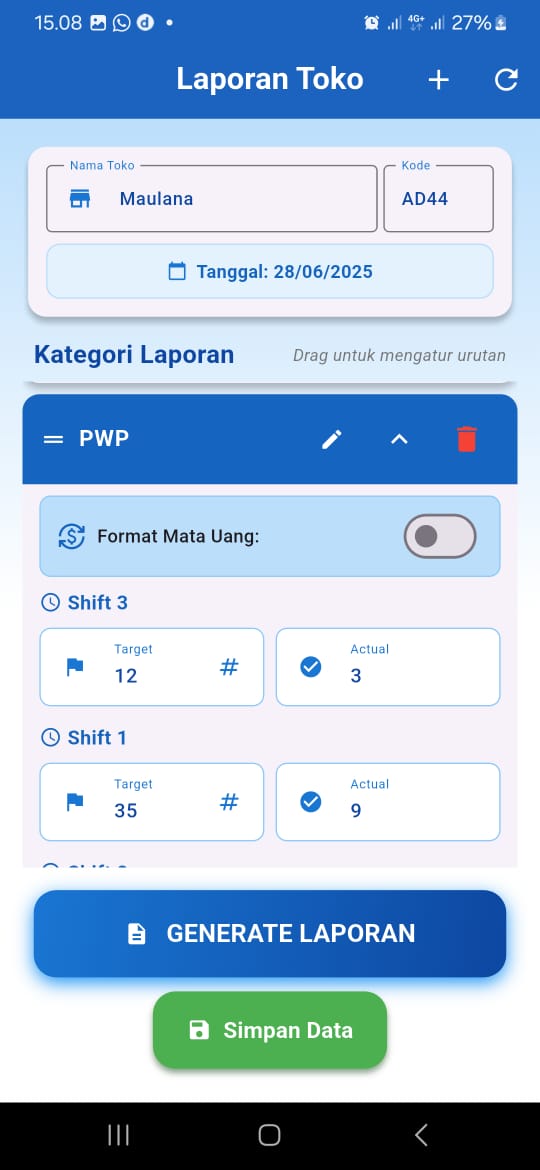 15.08 4G+ 27%
Laporan Toko
Nama Toko Kode
Maulana AD44
Tanggal: 28/06/2025
Kategori Laporan Drag untuk mengatur urutan
PWP
Format Mata Uang:
Shift 3
Target Actual
12 # 3
Shift 1
Target Actual
35 # 9
GENERATE LAPORAN
Simpan Data